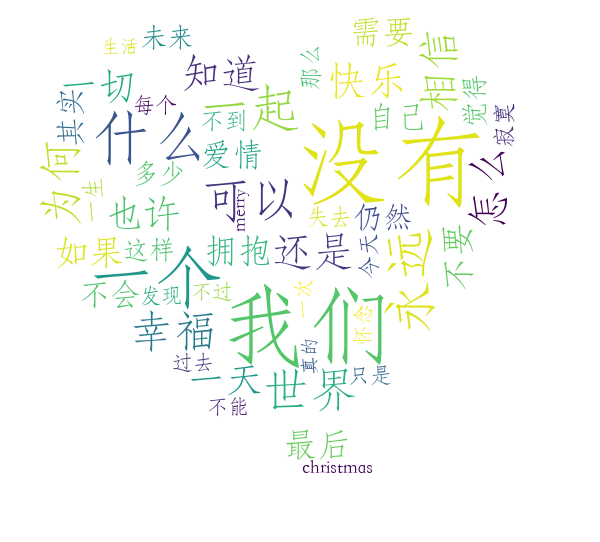 生活
未来
需要
知道
那么
快乐
相信
一切
每个
其实
一起
不到
自己
觉得
寂寞
什么
没有
为何
多少
爱情
怎么
一生
可以
merry
也许
失去
仍然
如果
这样
拥抱
还是
今天
永远
不要
一个
不会
发现
不过
我们
一次
怀念
幸福
过去
真的
一天
世界
只是
不能
最后
christmas